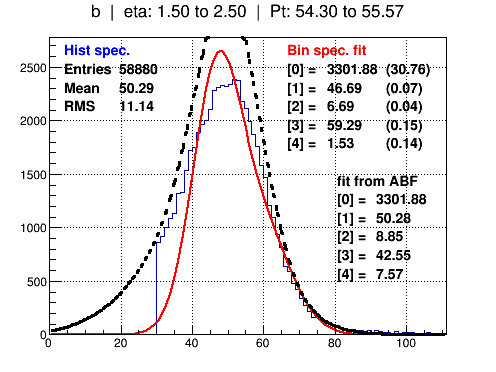 b | eta: 1.50 to 2.50 | Pt: 54.30 to 55.57
Hist spec.
Entries 58880
Mean 50.29
RMS 11.14
Bin spec. fit
[0] = 3301.88 (30.76)
[1] = 46.69 (0.07)
[2] = 6.69 (0.04)
[3] = 59.29 (0.15)
[4] = 1.53 (0.14)
fit from ABF
[0] = 3301.88
[1] = 50.28
[2] = 8.85
[3] = 42.55
[4] = 7.57
2500
2000
1500
1000
500
0
0 20 40 60 80 100